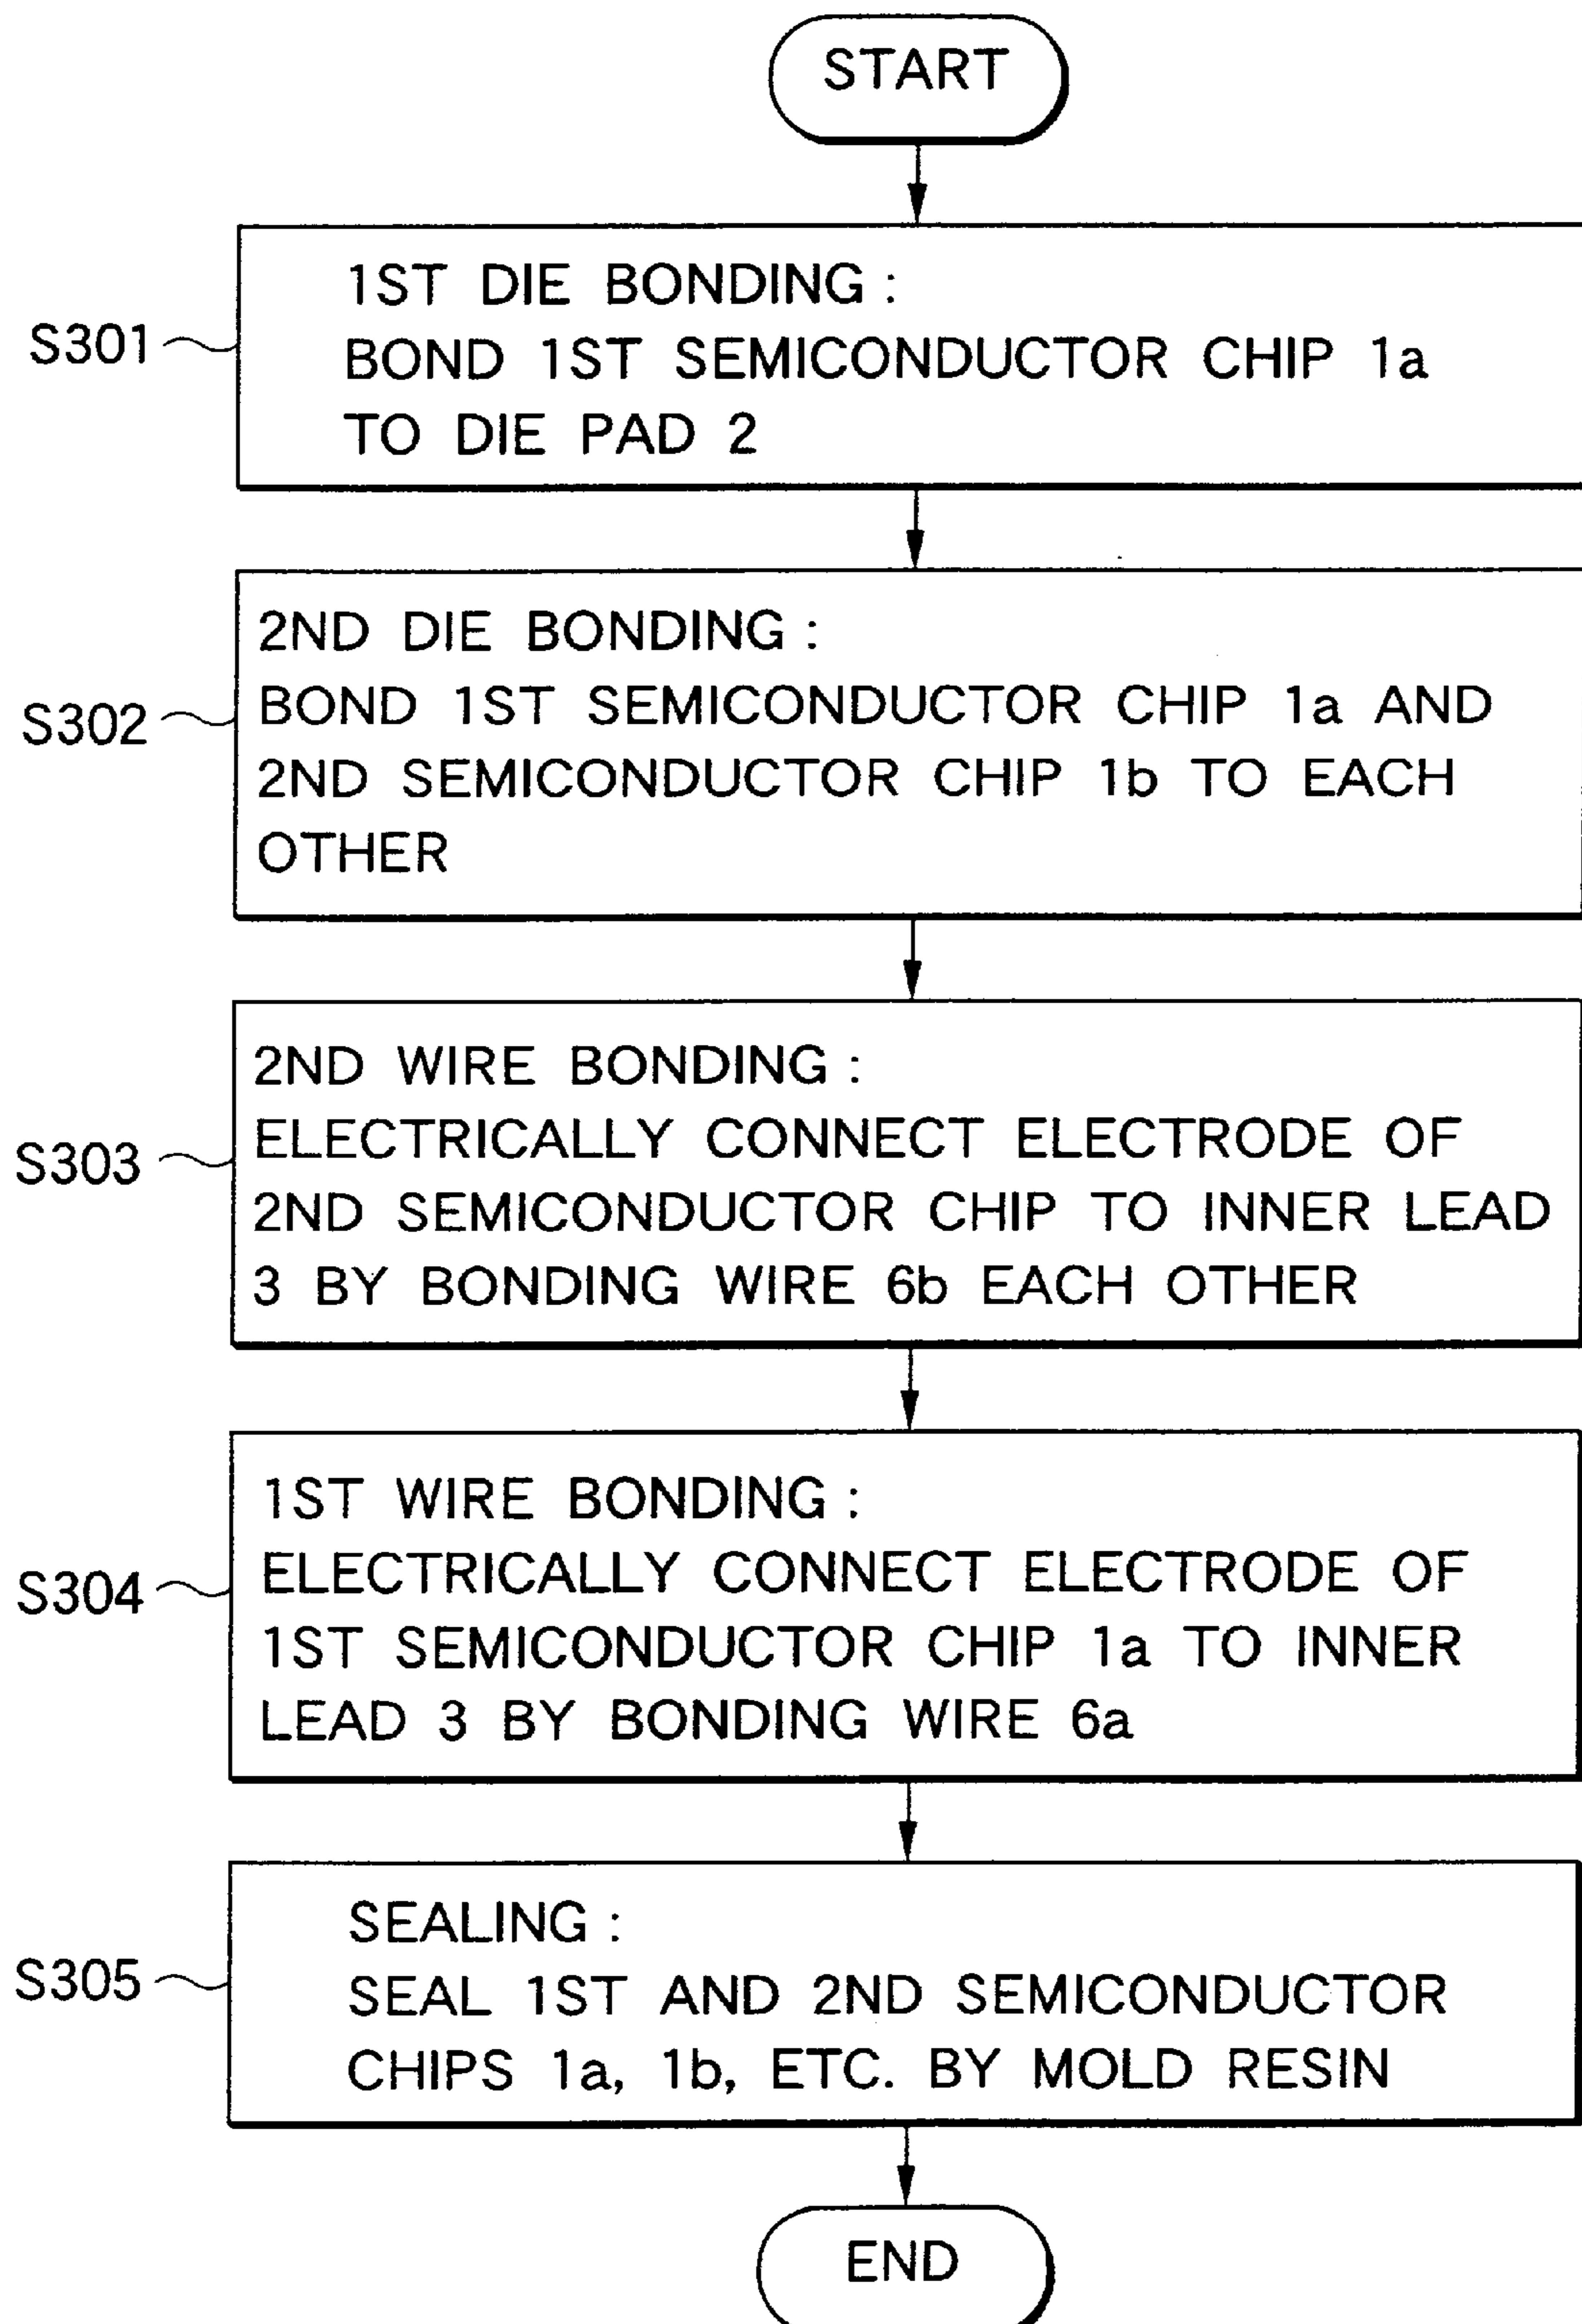 START
S301
1ST DIE BONDING :
BOND 1ST SEMICONDUCTOR CHIP 1a
TO DIE PAD 2
S302
2ND DIE BONDING :
BOND 1ST SEMICONDUCTOR CHIP 1a AND
2ND SEMICONDUCTOR CHIP 1b TO EACH
OTHER
S303
2ND WIRE BONDING :
ELECTRICALLY CONNECT ELECTRODE OF
2ND SEMICONDUCTOR CHIP TO INNER LEAD
3 BY BONDING WIRE 6b EACH OTHER
S304
1ST WIRE BONDING :
ELECTRICALLY CONNECT ELECTRODE OF
1ST SEMICONDUCTOR CHIP 1a TO INNER
LEAD 3 BY BONDING WIRE 6a
S305
SEALING :
SEAL 1ST AND 2ND SEMICONDUCTOR
CHIPS 1a, 1b, ETC. BY MOLD RESIN
END